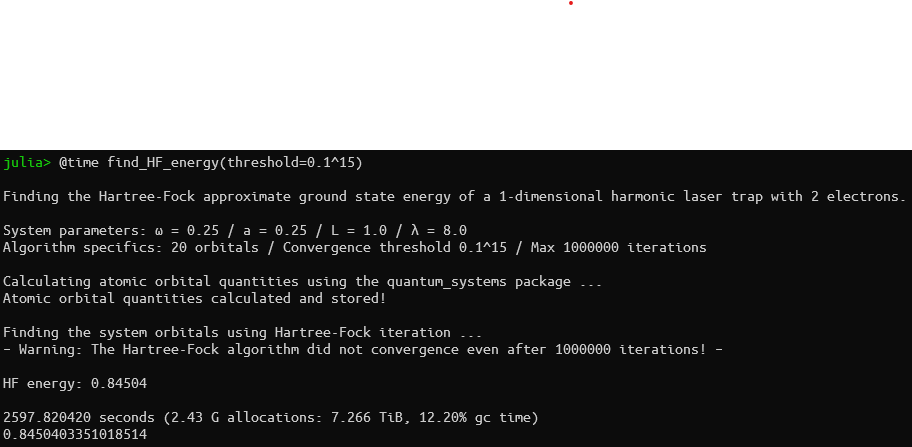 julia> @time find_HF_energy(threshold=0.1^15)
Finding the Hartree-Fock approximate ground state energy of a 1-dimensional harmonic laser trap with 2 electrons.
System parameters: ω = 0.25 / a = 0.25 / L = 1.0 / λ = 8.0
Algorithm specifics: 20 orbitals / Convergence threshold 0.1^15 / Max 1000000 iterations
Calculating atomic orbital quantities using the quantum_systems package ...
Atomic orbital quantities calculated and stored!
Finding the system orbitals using Hartree-Fock iteration ...
– Warning: The Hartree-Fock algorithm did not convergence even after 1000000 iterations! –
HF energy: 0.84504
2597.820420 seconds (2.43 G allocations: 7.266 TiB, 12.20% gc time)
0.8450403351018514